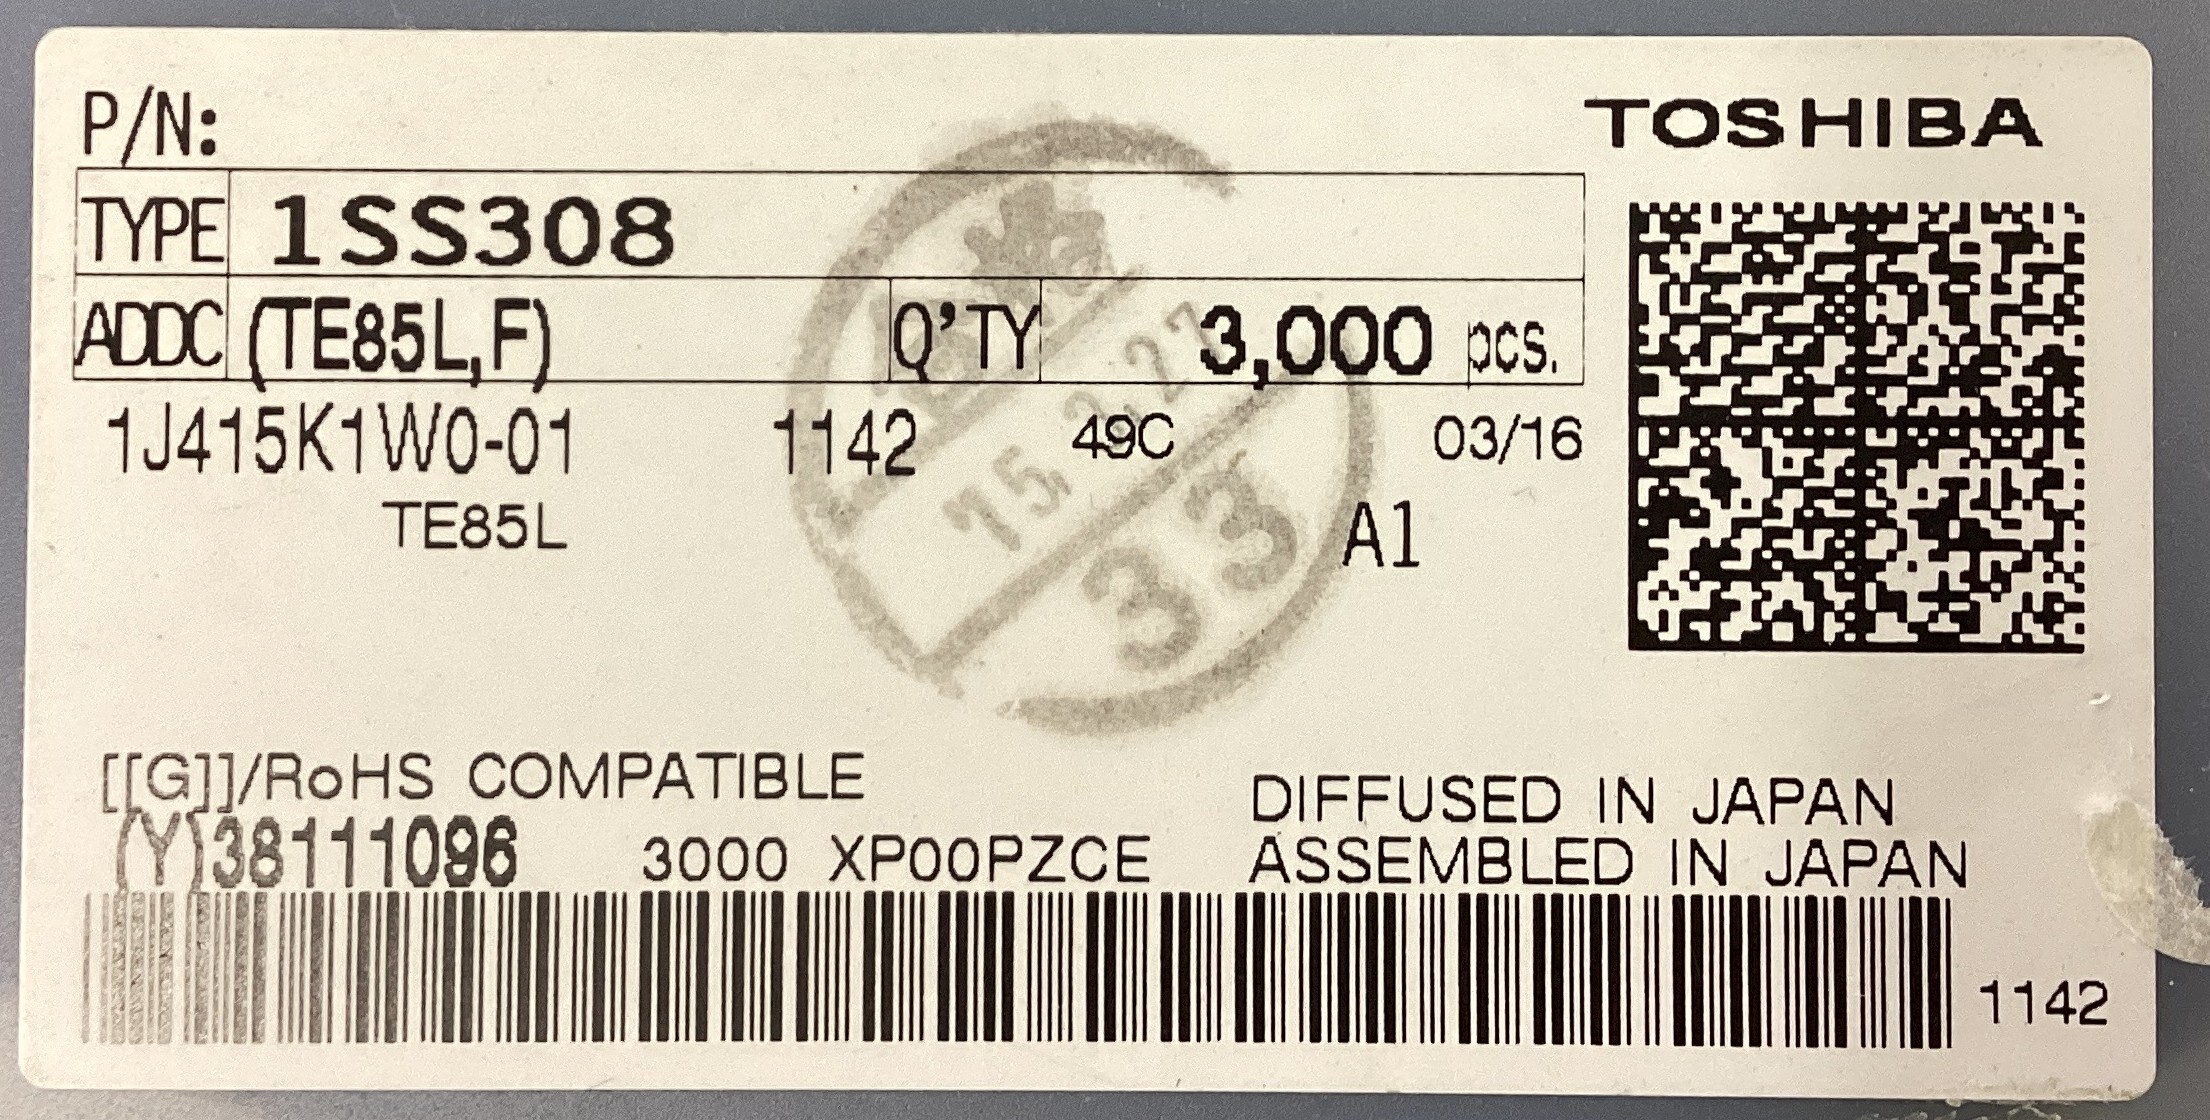 P/N:
TOSHIBA
TYPE 1SS308
ADDC (TE85L,F) Q'TY 3,000 pcs.
1J415K1W0-01 1142 49C 03/16
TE85L A1
33
[[G]]/RoHS COMPATIBLE
DIFFUSED IN JAPAN
(Y)38111096 3000 XP00PZCE
ASSEMBLED IN JAPAN
1142